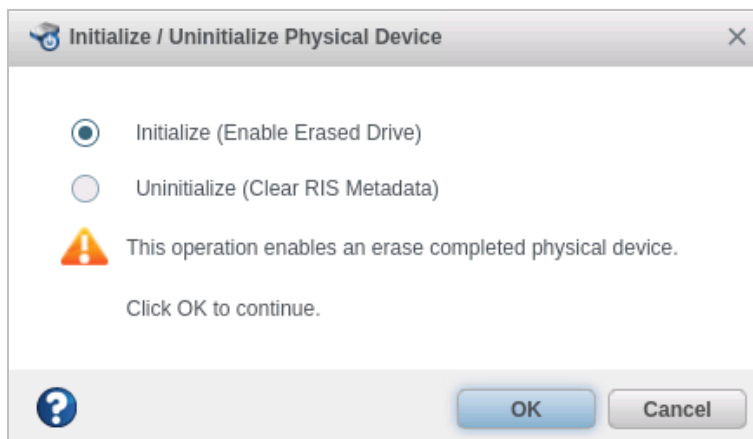 Initialize / Uninitialize Physical Device
Initialize (Enable Erased Drive)
Uninitialize (Clear RIS Metadata)
This operation enables an erase completed physical device.
Click OK to continue.
?
OK
Cancel